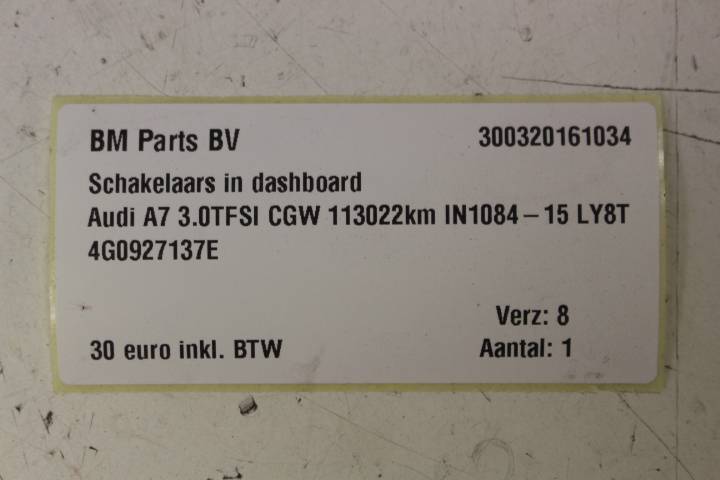 BM Parts BV 300320161034
Schakelaars in dashboard
Audi A7 3.0TFSI CGW 113022km IN1084-15 LY8T
4G0927137E
Verz: 8
30 euro inkl. BTW Aantal: 1